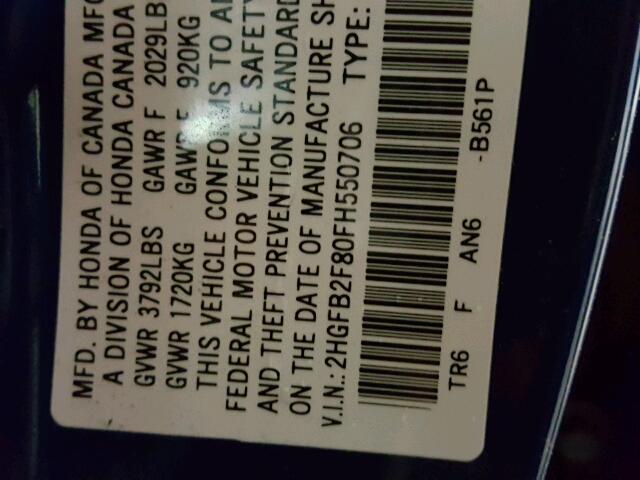 MFD. BY HONDA OF CANADA MFG
A DIVISION OF HONDA CANADA
GVWR 3792LBS GAWR F 2029LB
GVWR 1720KG GAWR F 920KG
THIS VEHICLE CONFORMS TO A
FEDERAL MOTOR VEHICLE SAFETY
AND THEFT PREVENTION STANDARD
ON THE DATE OF MANUFACTURE SH
V.I.N.: 2HGFB2F80FH550706 TYPE:
TR6 F AN6 -B561P